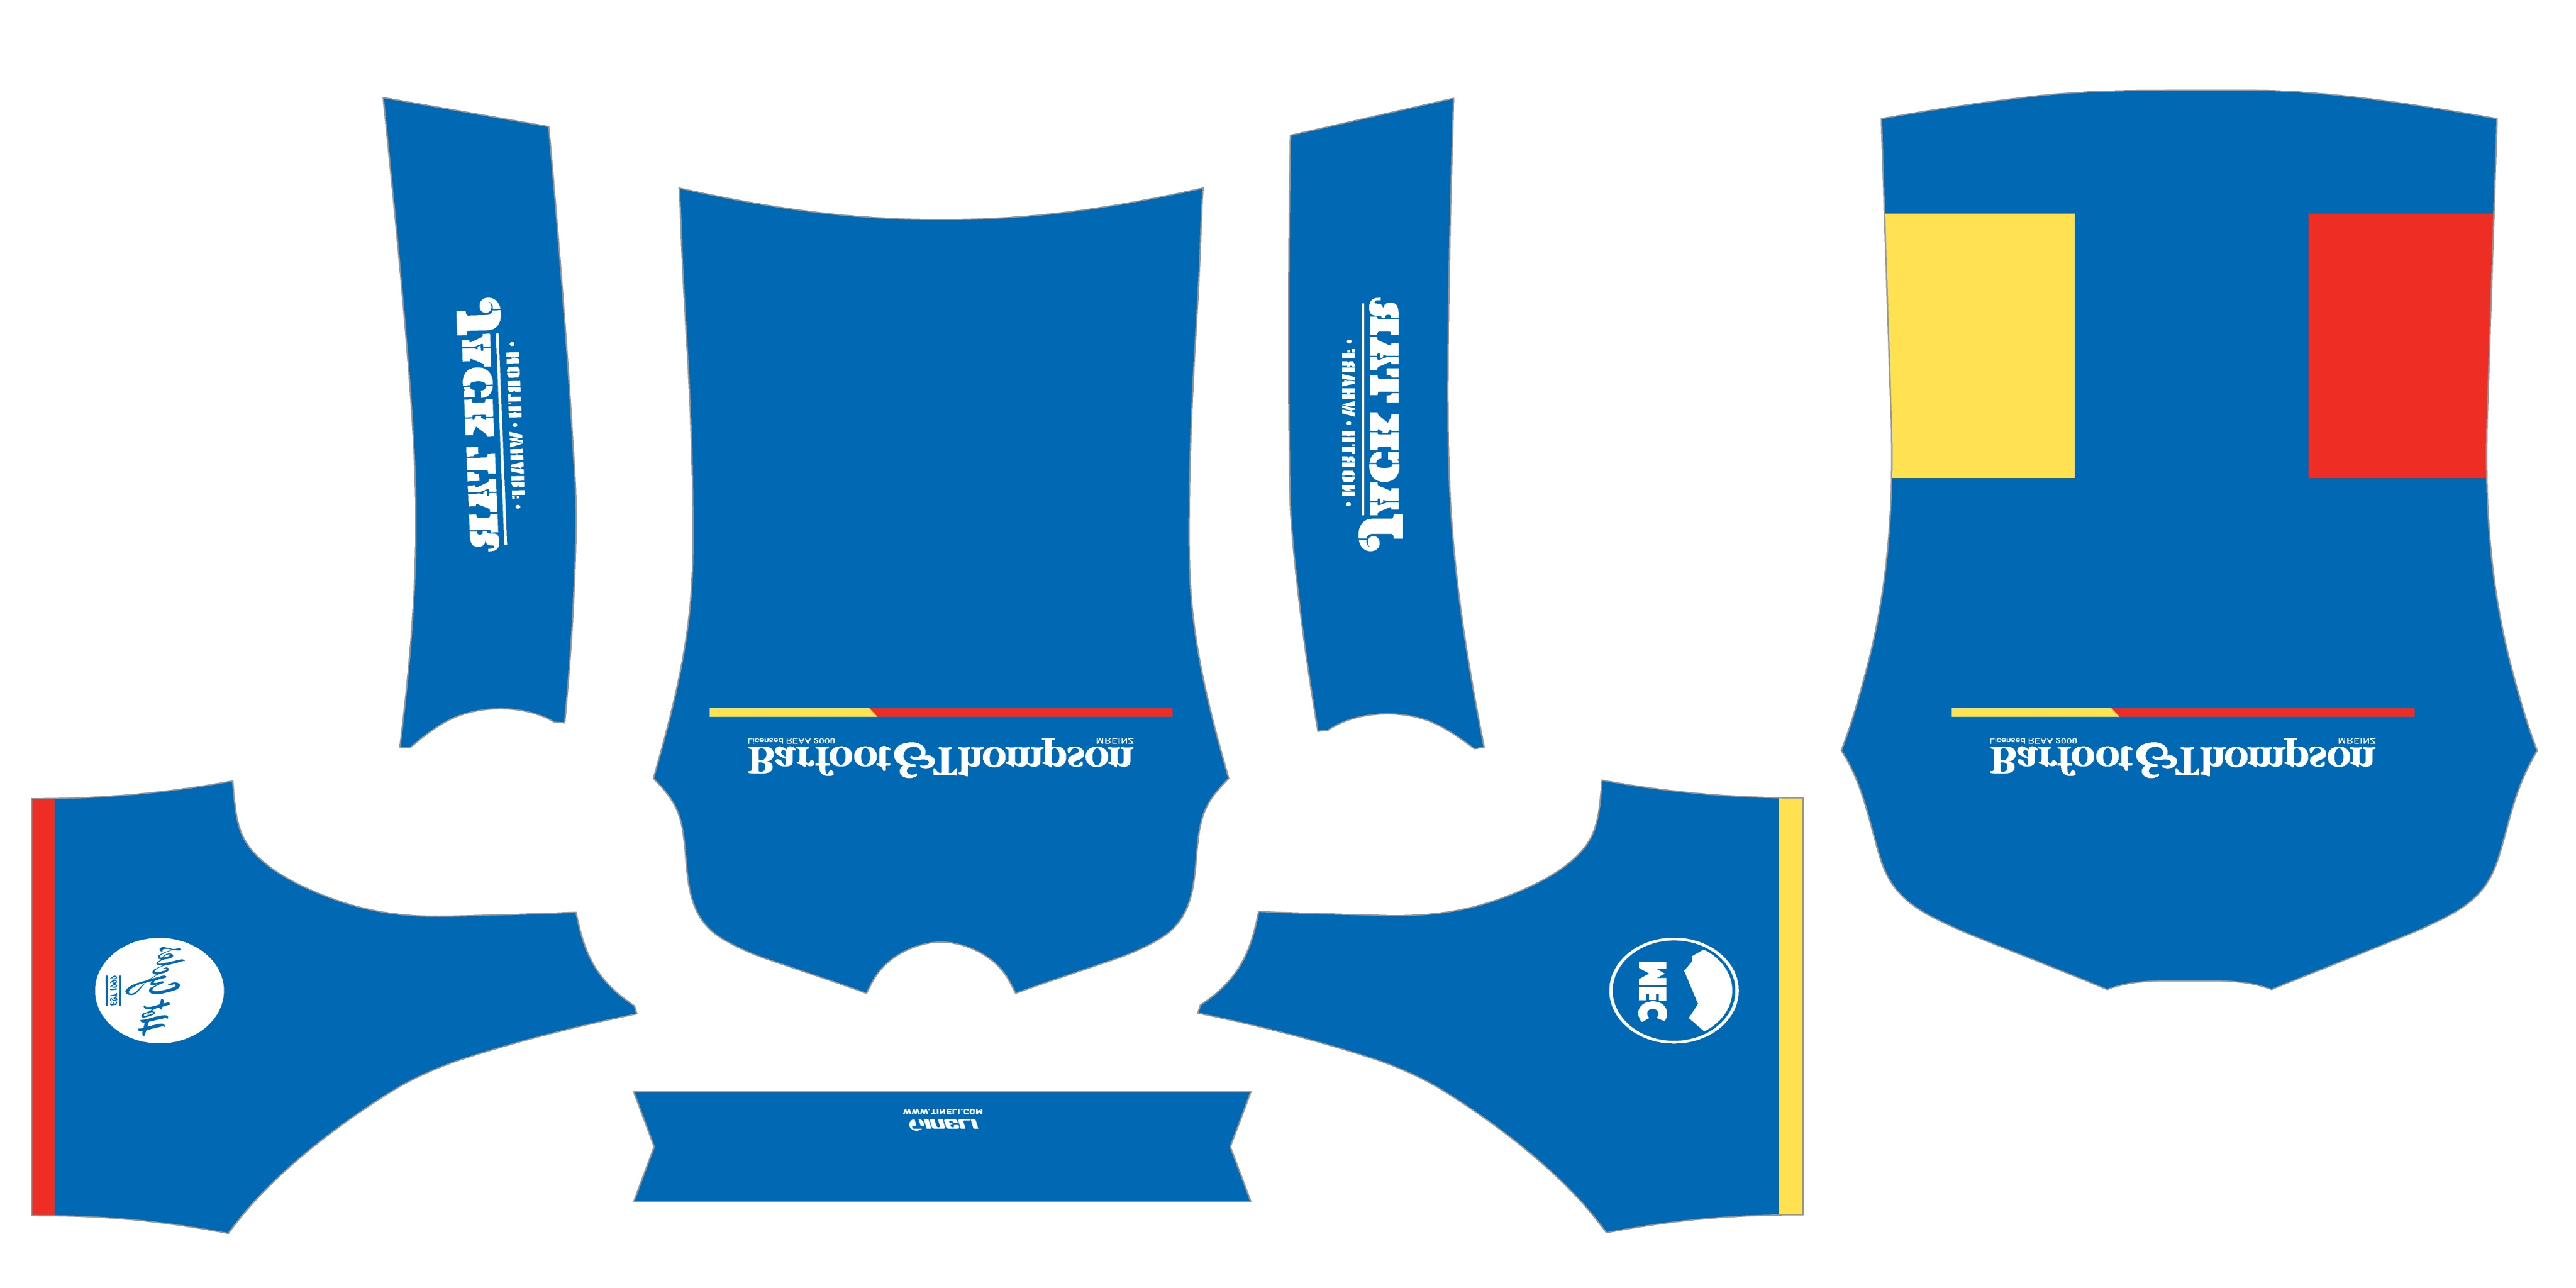 JACK TAR
· NORTH · WHARF ·
JACK TAR
· NORTH · WHARF ·
Barfoot&Thompson
Licensed REAA 2008 MREINZ
Barfoot&Thompson
Licensed REAA 2008 MREINZ
MEC
TINELI
WWW.TINELI.COM